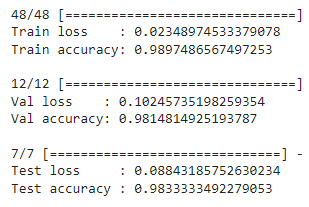 48/48 [==============================]
Train loss    : 0.02348974533379078
Train accuracy: 0.9897486567497253
12/12 [==============================]
Val loss    : 0.10245735198259354
Val accuracy: 0.9814814925193787
7/7 [==============================] -
Test loss     : 0.08843185752630234
Test accuracy : 0.9833333492279053